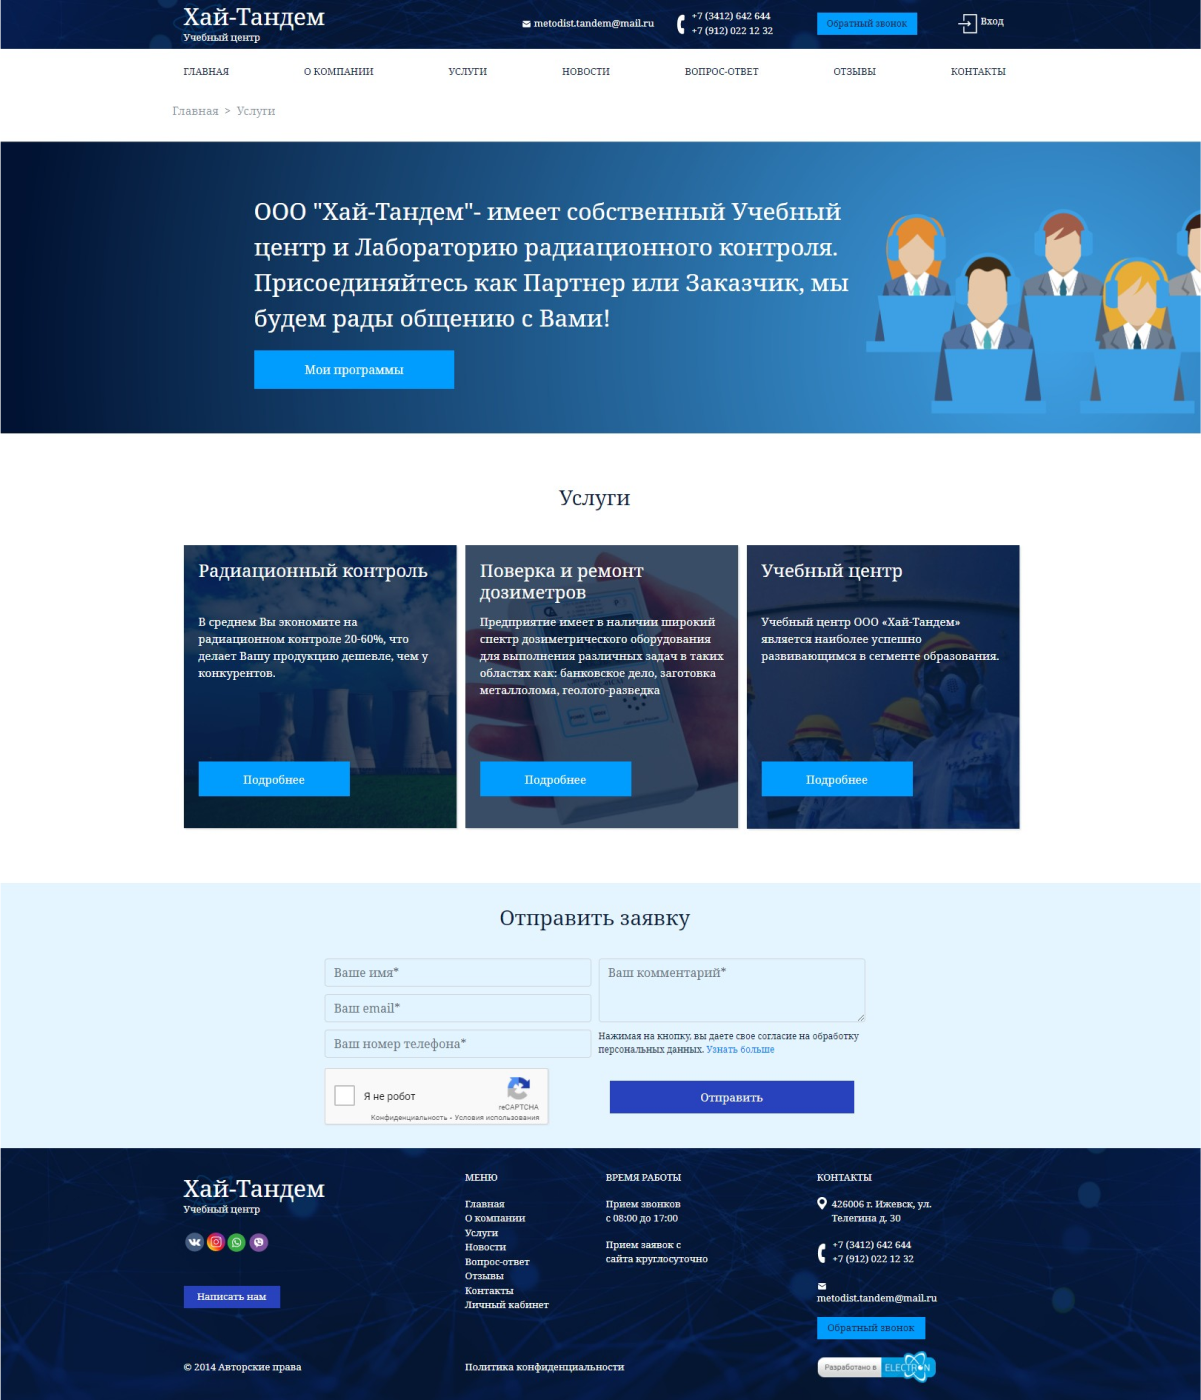 Хай-Тандем
Учебный центр
metodist.tandem@mail.ru
+7 (3412) 642 644
+7 (912) 022 12 32
Обратный звонок
Вход
ГЛАВНАЯ
О КОМПАНИИ
УСЛУГИ
НОВОСТИ
ВОПРОС-ОТВЕТ
ОТЗЫВЫ
КОНТАКТЫ
Главная > Услуги
ООО "Хай-Тандем"- имеет собственный Учебный
центр и Лабораторию радиационного контроля.
Присоединяйтесь как Партнер или Заказчик, мы
будем рады общению с Вами!
Мои программы
Услуги
Радиационный контроль
В среднем Вы экономите на
радиационном контроле 20-60%, что
делает Вашу продукцию дешевле, чем у
конкурентов.
Подробнее
Поверка и ремонт
дозиметров
Предприятие имеет в наличии широкий
спектр дозиметрического оборудования
для выполнения различных задач в таких
областях как: банковское дело, заготовка
металлолома, геолого-разведка
Подробнее
Учебный центр
Учебный центр ООО «Хай-Тандем»
является наиболее успешно
развивающимся в сегменте образования.
Подробнее
Отправить заявку
Ваше имя*
Ваш email*
Ваш номер телефона*
Ваш комментарий*
Нажимая на кнопку, вы даете свое согласие на обработку
персональных данных. Узнать больше
Я не робот
reCAPTCHA
Конфиденциальность - Условия использования
Отправить
Хай-Тандем
Учебный центр
Написать нам
© 2014 Авторские права
МЕНЮ
Главная
О компании
Услуги
Новости
Вопрос-ответ
Отзывы
Контакты
Личный кабинет
Политика конфиденциальности
ВРЕМЯ РАБОТЫ
Прием звонков
с 08:00 до 17:00
Прием заявок с
сайта круглосуточно
КОНТАКТЫ
426006 г. Ижевск, ул.
Телегина д. 30
+7 (3412) 642 644
+7 (912) 022 12 32
metodist.tandem@mail.ru
Обратный звонок
Разработано в ELECTRON